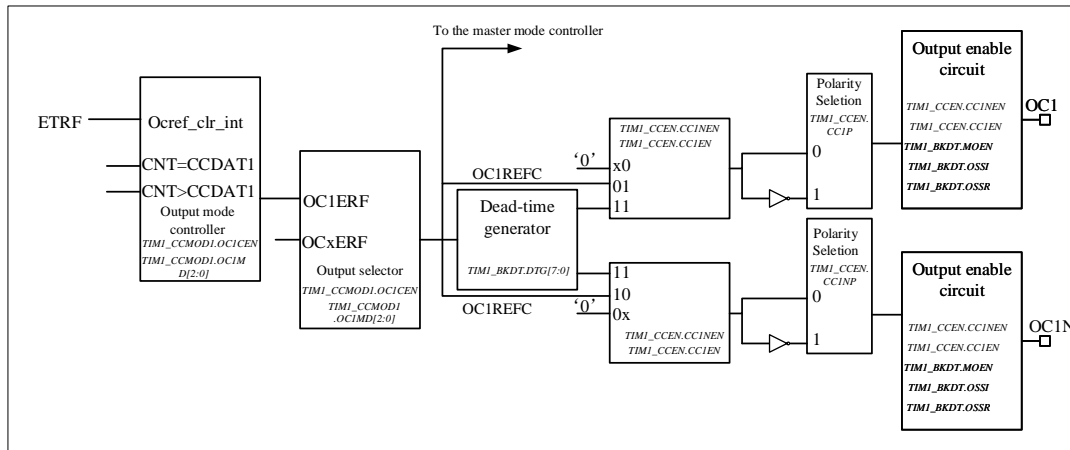 To the master mode controller
ETRF
Ocref_clr_int
CNT=CCDAT1
CNT>CCDAT1
Output mode
controller
TIM1_CCMOD1.OC1CEN
TIM1_CCMOD1.OC1M
D[2:0]
OC1ERF
OCxERF
Output selector
TIM1_CCMOD1.OC1CEN
TIM1_CCMOD1
.OC1MD[2:0]
OC1REFC
Dead-time
generator
TIM1_BKDT.DTG[7:0]
OC1REFC
TIM1_CCEN.CC1NEN
TIM1_CCEN.CC1EN
‘0’
x0
01
11
11
10
‘0’
0x
TIM1_CCEN.CC1NEN
TIM1_CCEN.CC1EN
Polarity
Seletion
TIM1_CCEN.
CC1P
0
1
Polarity
Seletion
TIM1_CCEN.
CC1NP
0
1
Output enable
circuit
TIM1_CCEN.CC1NEN
TIM1_CCEN.CC1EN
TIM1_BKDT.MOEN
TIM1_BKDT.OSSI
TIM1_BKDT.OSSR
OC1
Output enable
circuit
TIM1_CCEN.CC1NEN
TIM1_CCEN.CC1EN
TIM1_BKDT.MOEN
TIM1_BKDT.OSSI
TIM1_BKDT.OSSR
OC1N